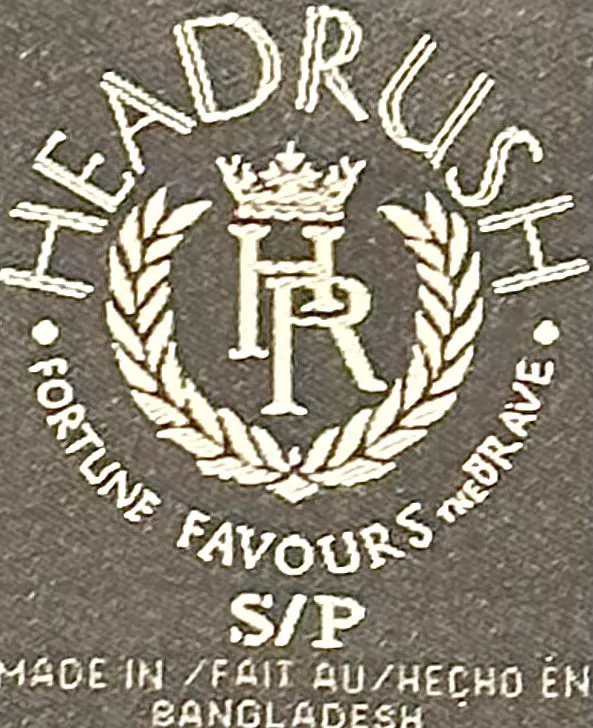 HEADRUSH
HR
• FORTUNE FAVOURS THE BRAVE •
S/P
MADE IN /FAIT AU/HECHO EN
BANGLADESH